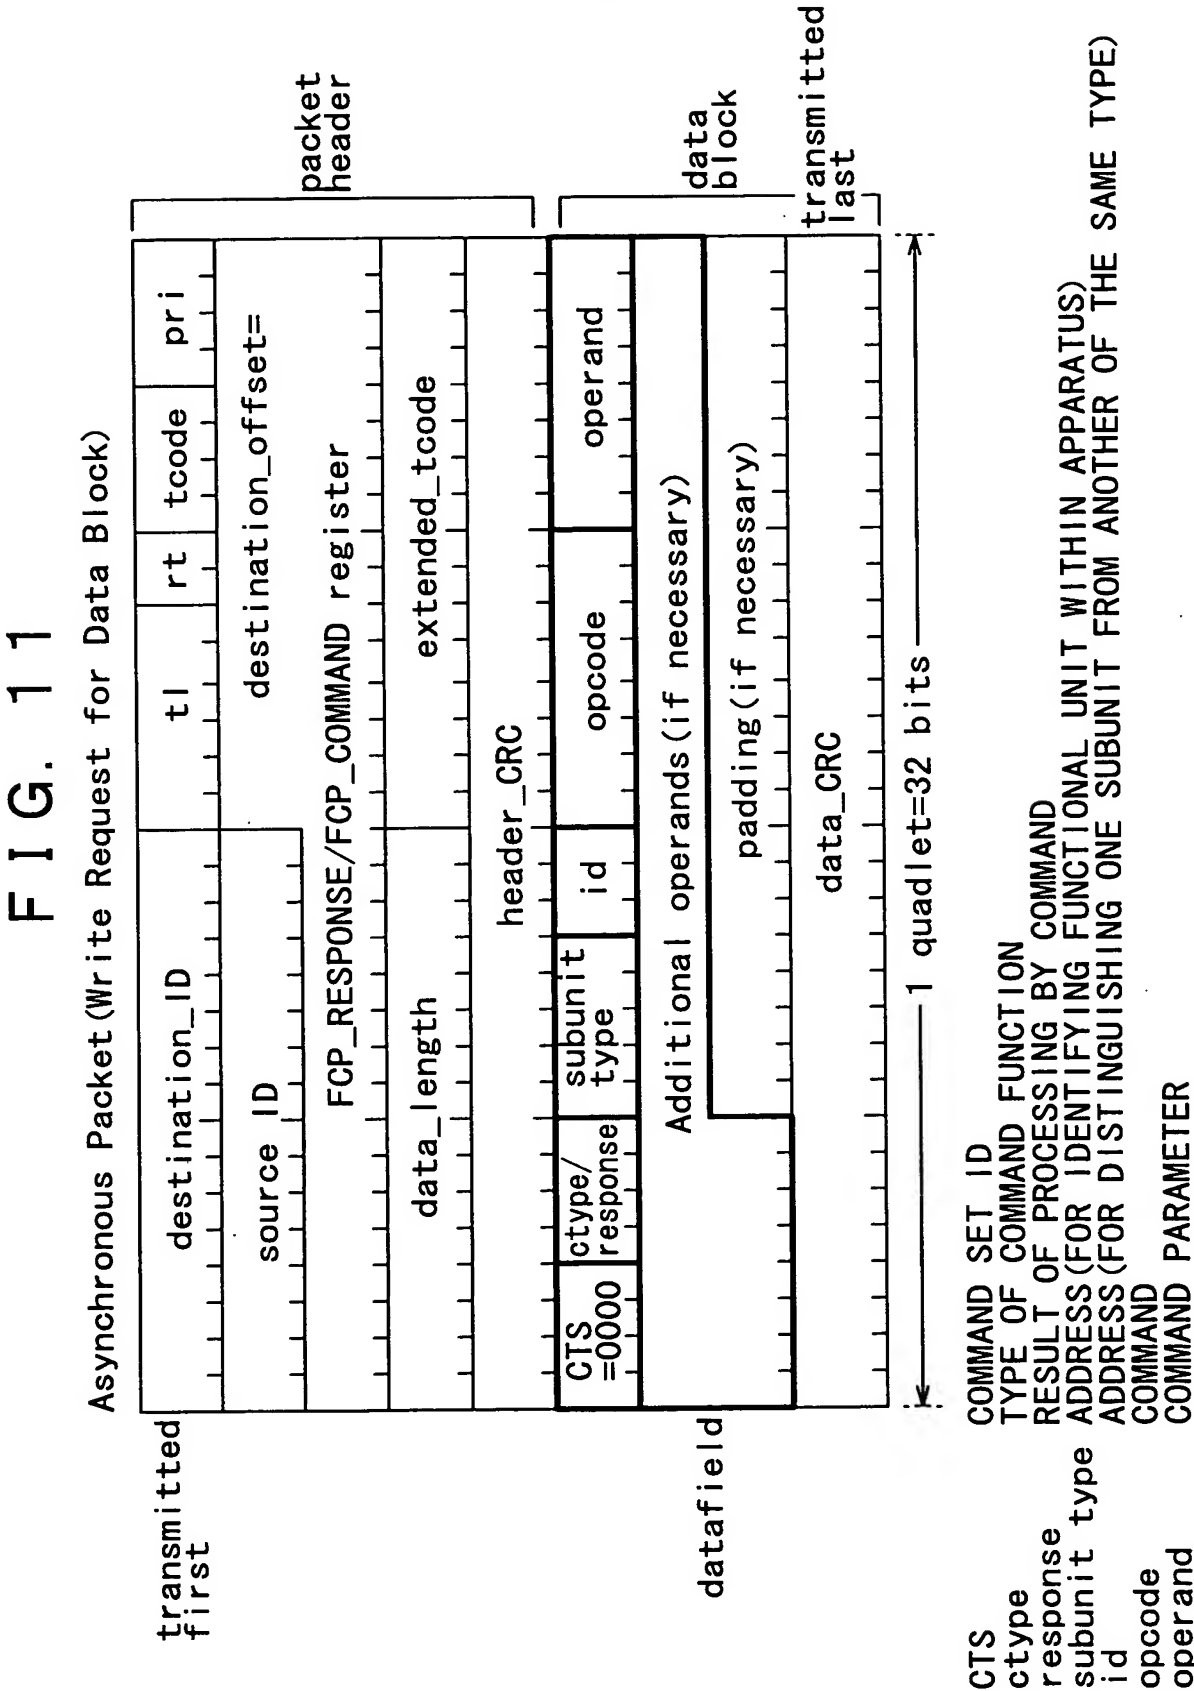 FIG. 11
Asynchronous Packet(Write Request for Data Block)
transmitted
first
destination_ID
tl
rt
tcode
pri
source ID
destination_offset=
FCP_RESPONSE/FCP_COMMAND register
data_length
extended_tcode
header_CRC
packet
header
CTS
=0000
ctype/
response
subunit
type
id
opcode
operand
datafield
Additional operands(if necessary)
padding(if necessary)
data_CRC
data
block
transmitted
last
1 quadlet=32 bits
CTS COMMAND SET ID
ctype TYPE OF COMMAND FUNCTION
response RESULT OF PROCESSING BY COMMAND
subunit type ADDRESS(FOR IDENTIFYING FUNCTIONAL UNIT WITHIN APPARATUS)
id ADDRESS(FOR DISTINGUISHING ONE SUBUNIT FROM ANOTHER OF THE SAME TYPE)
opcode COMMAND
operand COMMAND PARAMETER